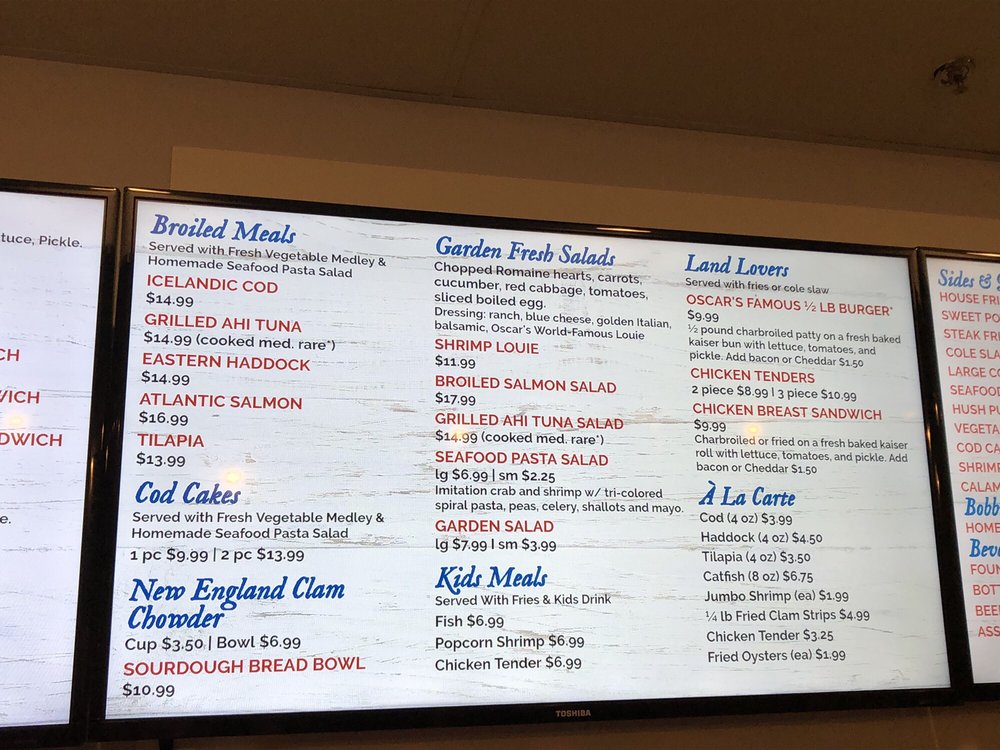 tuce, Pickle.
CH
VICH
DWICH
e.
Broiled Meals
Served with Fresh Vegetable Medley &
Homemade Seafood Pasta Salad
ICELANDIC COD
$14.99
GRILLED AHI TUNA
$14.99 (cooked med. rare*)
EASTERN HADDOCK
$14.99
ATLANTIC SALMON
$16.99
TILAPIA
$13.99
Cod Cakes
Served with Fresh Vegetable Medley &
Homemade Seafood Pasta Salad
1 pc $9.99 | 2 pc $13.99
New England Clam
Chowder
Cup $3.50 | Bowl $6.99
SOURDOUGH BREAD BOWL
$10.99
Garden Fresh Salads
Chopped Romaine hearts, carrots,
cucumber, red cabbage, tomatoes,
sliced boiled egg.
Dressing: ranch, blue cheese, golden Italian,
balsamic, Oscar's World-Famous Louie
SHRIMP LOUIE
$11.99
BROILED SALMON SALAD
$17.99
GRILLED AHI TUNA SALAD
$14.99 (cooked med. rare*)
SEAFOOD PASTA SALAD
lg $6.99 | sm $2.25
Imitation crab and shrimp w/ tri-colored
spiral pasta, peas, celery, shallots and mayo.
GARDEN SALAD
lg $7.99 | sm $3.99
Kids Meals
Served With Fries & Kids Drink
Fish $6.99
Popcorn Shrimp $6.99
Chicken Tender $6.99
Land Lovers
Served with fries or cole slaw
OSCAR'S FAMOUS ½ LB BURGER*
$9.99
½ pound charbroiled patty on a fresh baked
kaiser bun with lettuce, tomatoes, and
pickle. Add bacon or Cheddar $1.50
CHICKEN TENDERS
2 piece $8.99 | 3 piece $10.99
CHICKEN BREAST SANDWICH
$9.99
Charbroiled or fried on a fresh baked kaiser
roll with lettuce, tomatoes, and pickle. Add
bacon or Cheddar $1.50
À La Carte
Cod (4 oz) $3.99
Haddock (4 oz) $4.50
Tilapia (4 oz) $3.50
Catfish (8 oz) $6.75
Jumbo Shrimp (ea) $1.99
¼ lb Fried Clam Strips $4.99
Chicken Tender $3.25
Fried Oysters (ea) $1.99
Sides &
HOUSE FRI
SWEET PO
STEAK FRI
COLE SLA
LARGE CO
SEAFOOD
HUSH PU
VEGETA
COD CA
SHRIMP
CALAM
Bobb
HOME
Beve
FOUN
BOTT
BEER
ASS
TOSHIBA